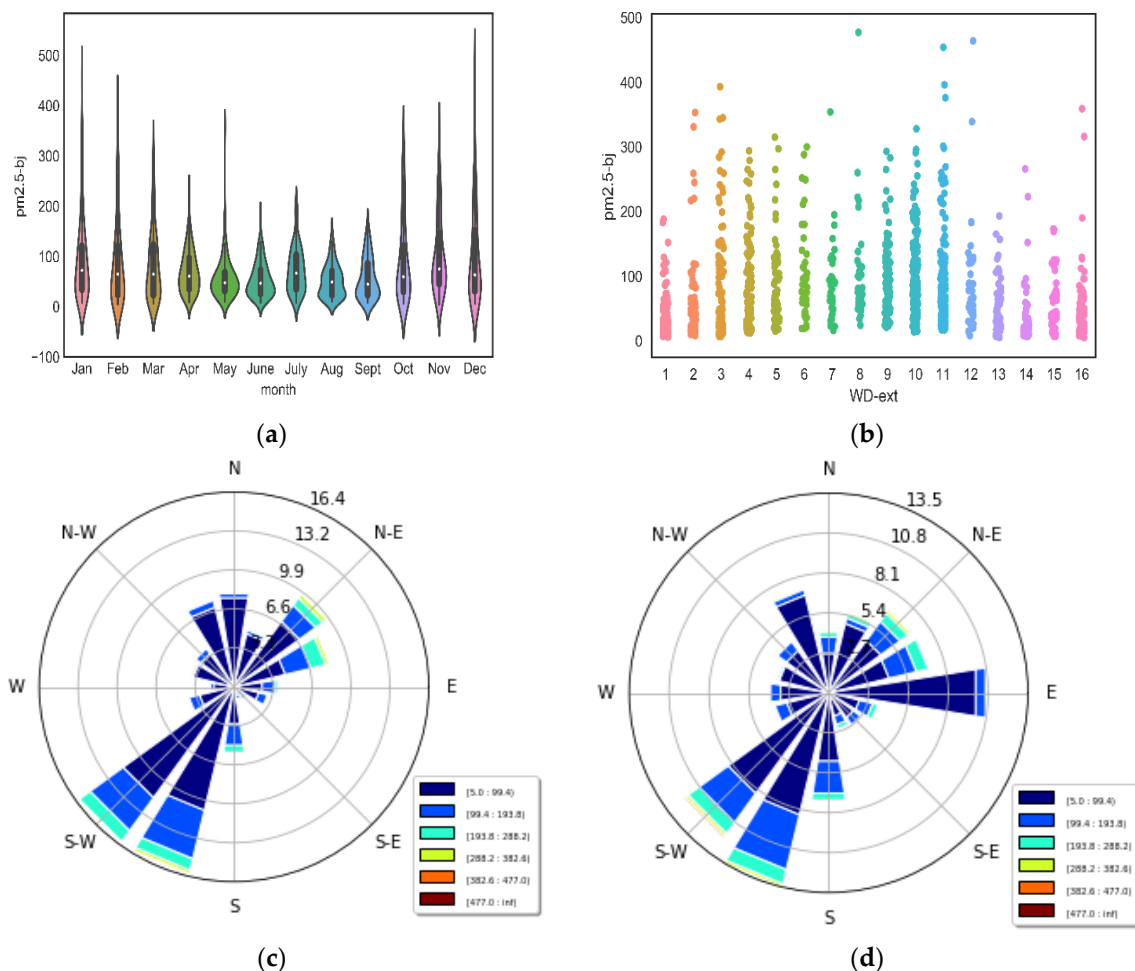 500
400
300
200
100
0
−100
pm2.5-bj
Jan Feb Mar Apr May June July Aug Sept Oct Nov Dec
month
(a)
500
400
300
200
100
0
pm2.5-bj
1 2 3 4 5 6 7 8 9 10 11 12 13 14 15 16
WD-ext
(b)
N
16.4
N-W
13.2
N-E
9.9
6.6
W
E
S-W
S-E
S
[5.0 : 99.4)
[99.4 : 193.8)
[193.8 : 288.2)
[288.2 : 382.6)
[382.6 : 477.0)
[477.0 : inf)
(c)
N
13.5
N-W
10.8
N-E
8.1
5.4
W
E
S-W
S-E
S
[5.0 : 99.4)
[99.4 : 193.8)
[193.8 : 288.2)
[288.2 : 382.6)
[382.6 : 477.0)
[477.0 : inf)
(d)